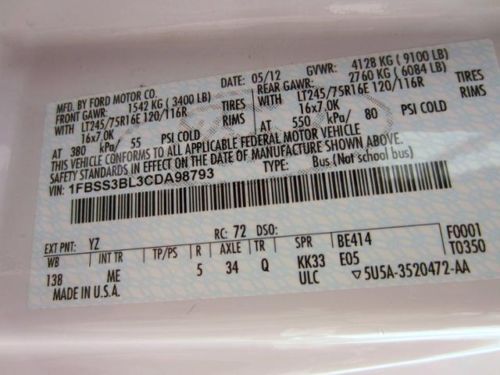 MFD. BY FORD MOTOR CO. DATE: 05/12 GVWR: 4128 KG ( 9100 LB)
FRONT GAWR: 1542 KG ( 3400 LB) REAR GAWR: 2760 KG ( 6084 LB)
WITH LT245/75R16E 120/116R TIRES WITH LT245/75R16E 120/116R TIRES
16x7.0K RIMS 16x7.0K RIMS
AT 380 kPa/ 55 PSI COLD AT 550 kPa/ 80 PSI COLD
THIS VEHICLE CONFORMS TO ALL APPLICABLE FEDERAL MOTOR VEHICLE
SAFETY STANDARDS IN EFFECT ON THE DATE OF MANUFACTURE SHOWN ABOVE.
VIN: 1FBSS3BL3CDA98793 TYPE: Bus (Not school bus)
EXT PNT: YZ RC: 72 DSO:
WB INT TR TP/PS R AXLE TR SPR BE414 F0001
138 ME 5 34 Q KK33 E05 T0350
MADE IN U.S.A. ULC ▽5U5A-3520472-AA